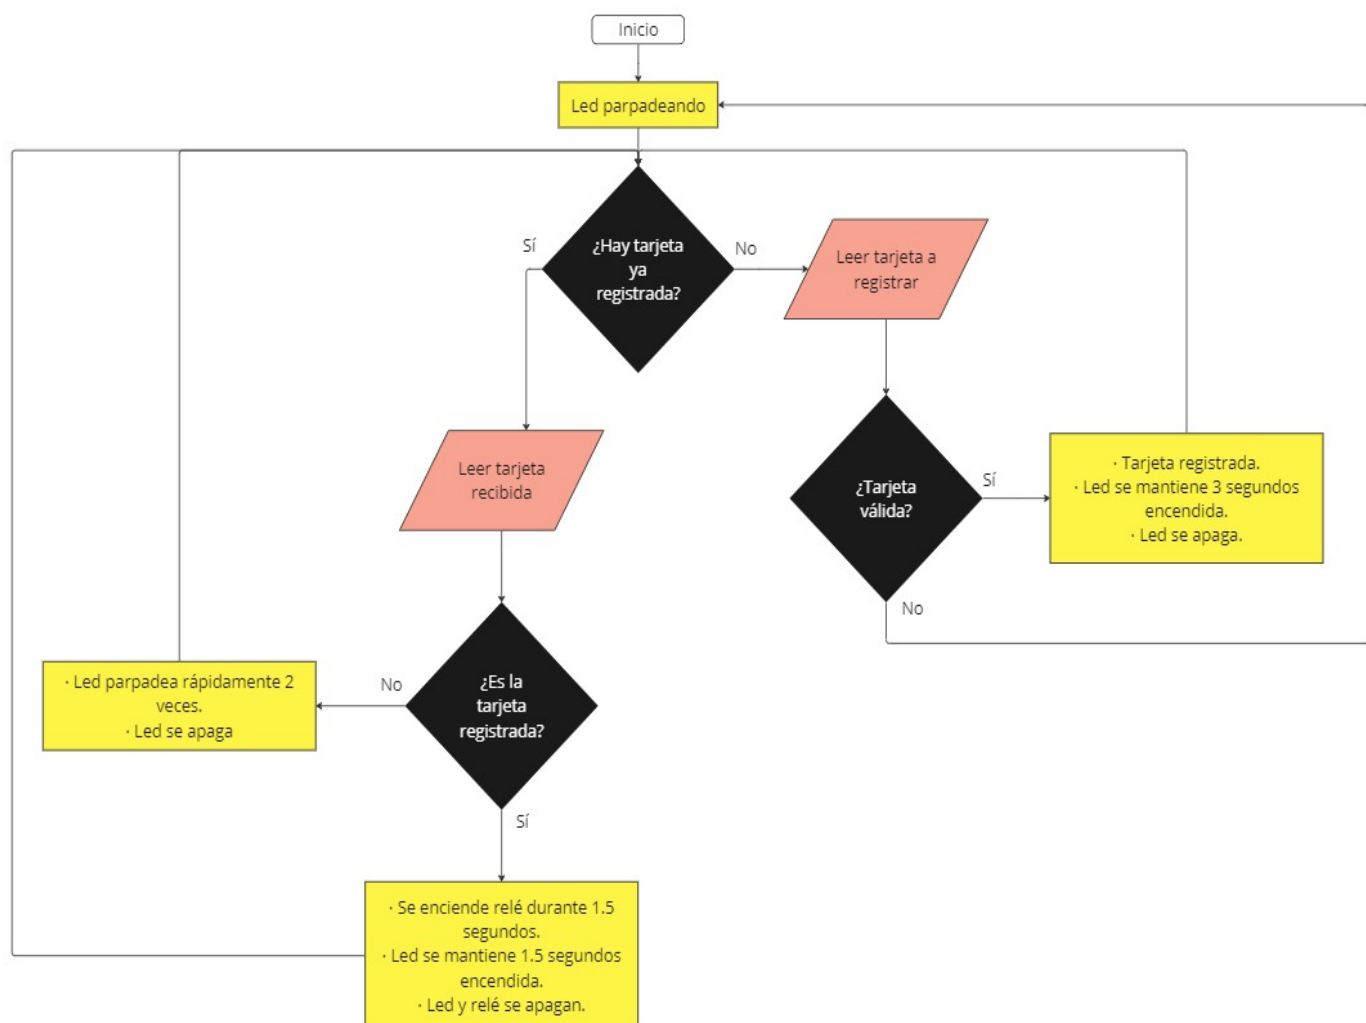 Inicio
Led parpadeando
¿Hay tarjeta
ya
registrada?
Sí
No
Leer tarjeta a
registrar
Leer tarjeta
recibida
¿Tarjeta
válida?
Sí
No
· Tarjeta registrada.
· Led se mantiene 3 segundos
encendida.
· Led se apaga.
¿Es la
tarjeta
registrada?
No
Sí
· Led parpadea rápidamente 2
veces.
· Led se apaga
· Se enciende relé durante 1.5
segundos.
· Led se mantiene 1.5 segundos
encendida.
· Led y relé se apagan.